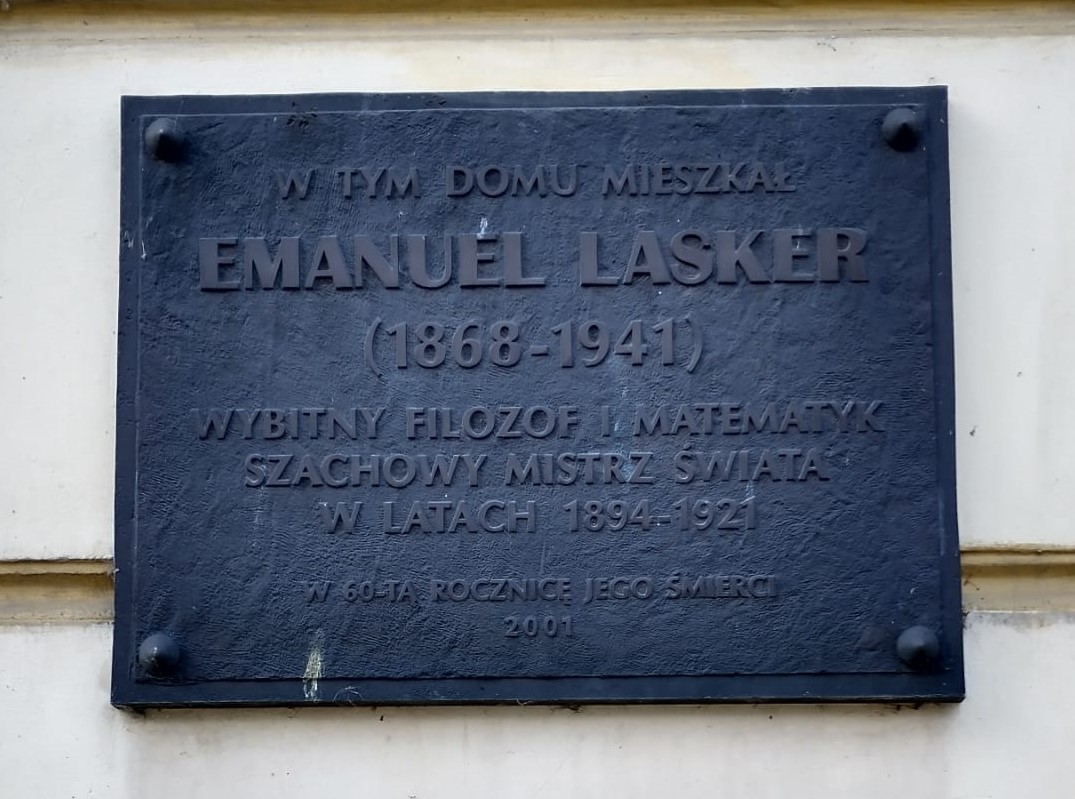 W TYM DOMU MIESZKAŁ
EMANUEL LASKER
(1868-1941)
WYBITNY FILOZOF I MATEMATYK
SZACHOWY MISTRZ ŚWIATA
W LATACH 1894-1921
W 60-TĄ ROCZNICĘ JEGO ŚMIERCI
2001